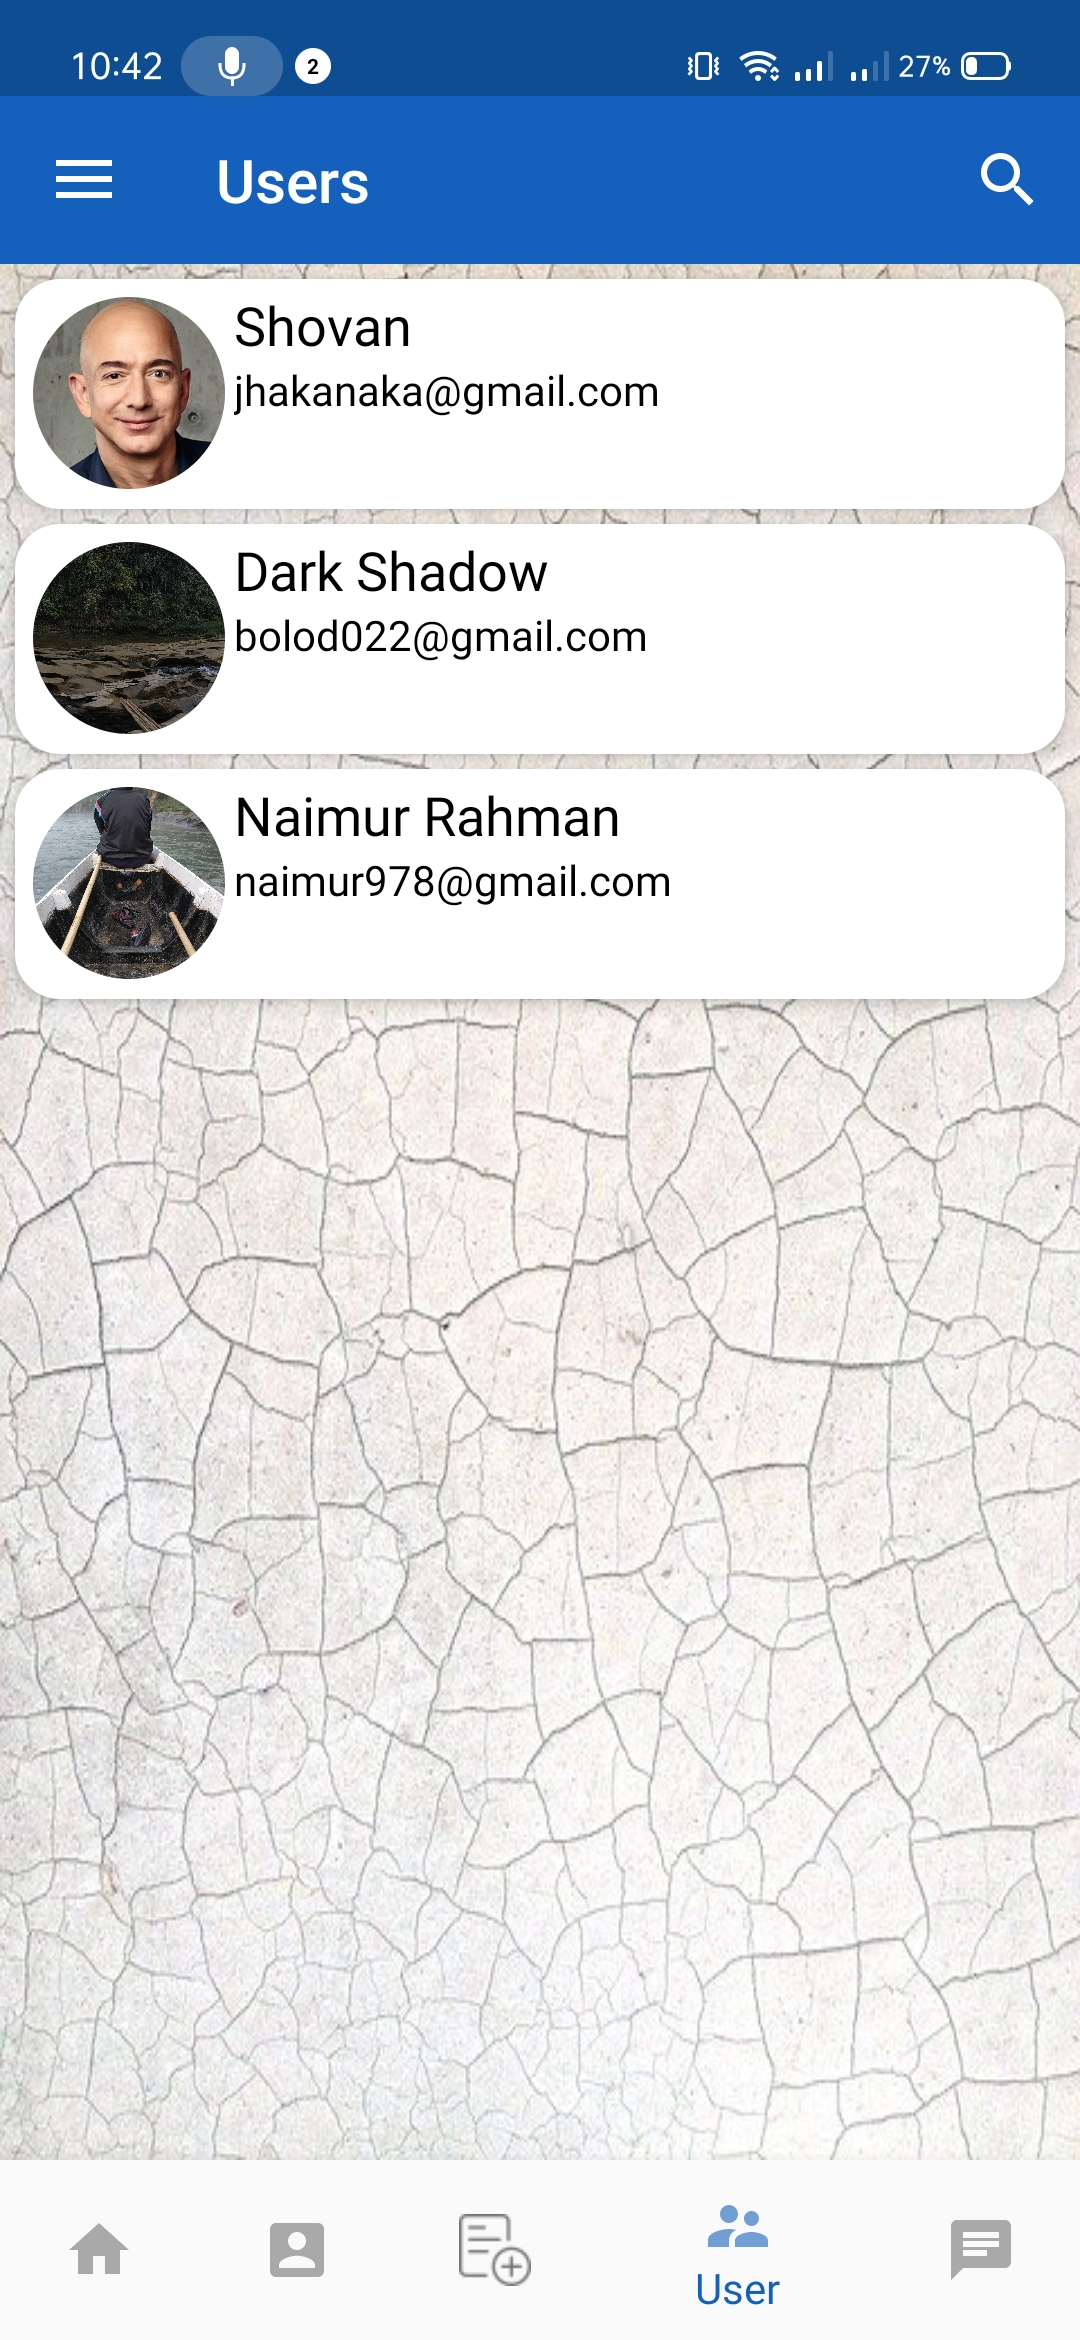 10:42 2 27%
Users
Shovan
jhakanaka@gmail.com
Dark Shadow
bolod022@gmail.com
Naimur Rahman
naimur978@gmail.com
User